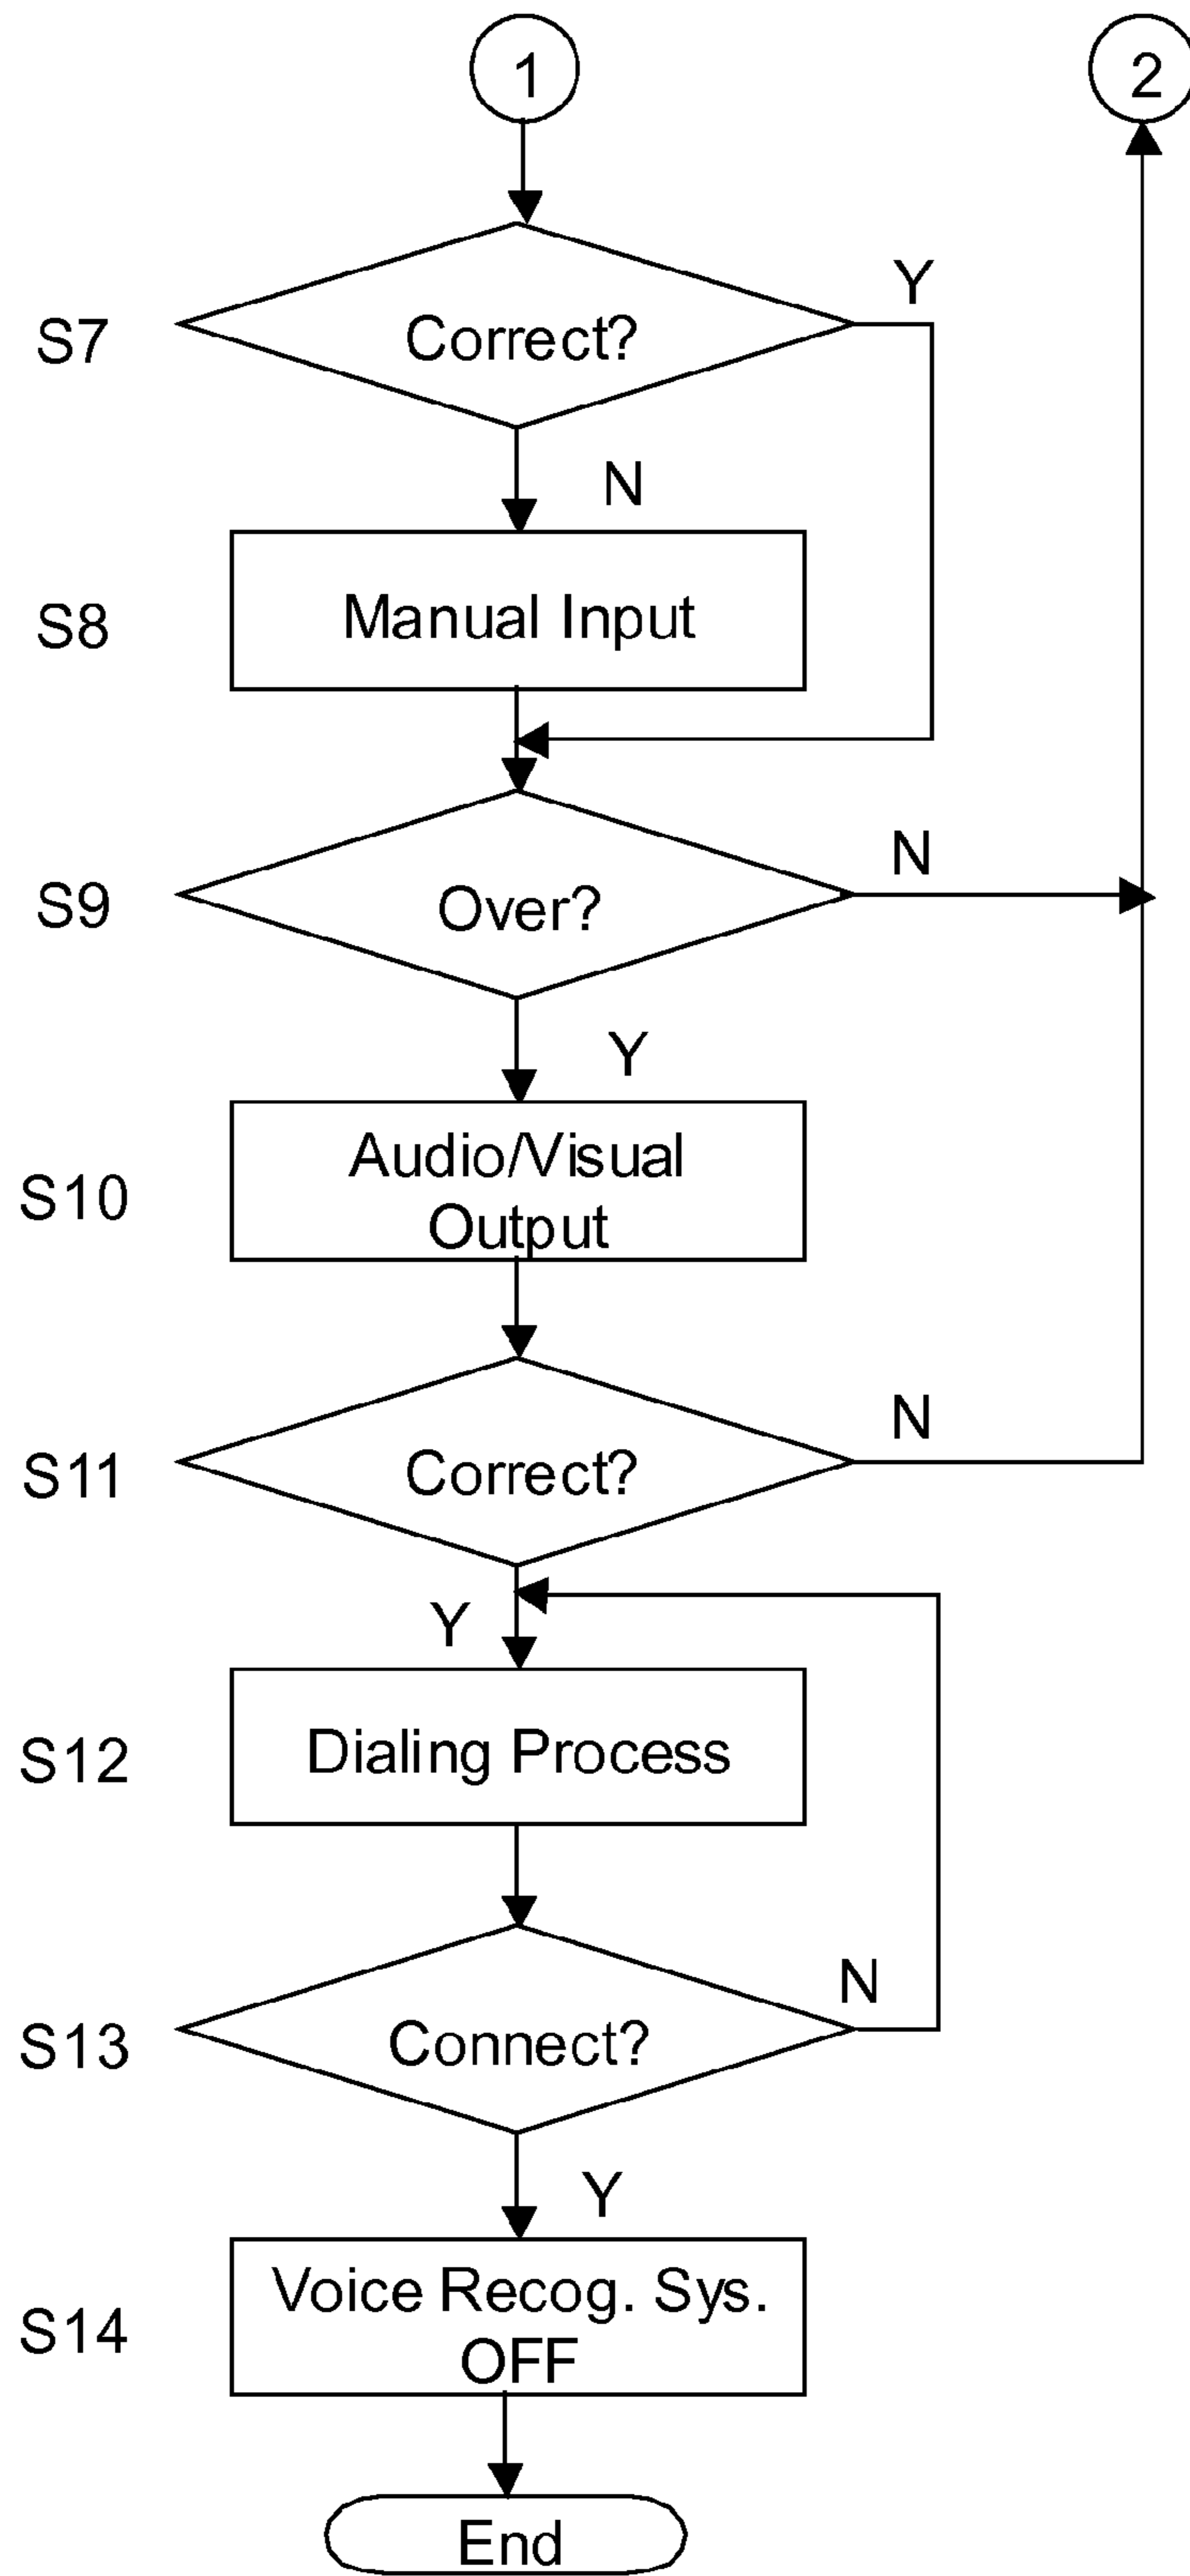 1
2
Y
S7
Correct?
N
S8
Manual Input
N
S9
Over?
Y
S10
Audio/Visual
Output
N
S11
Correct?
Y
S12
Dialing Process
N
S13
Connect?
Y
S14
Voice Recog. Sys.
OFF
End